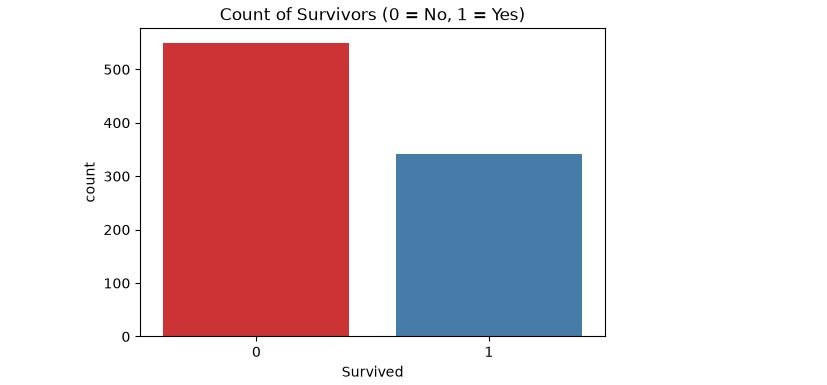 Count of Survivors (0 = No, 1 = Yes)
500
400
300
200
100
0
count
0 1
Survived